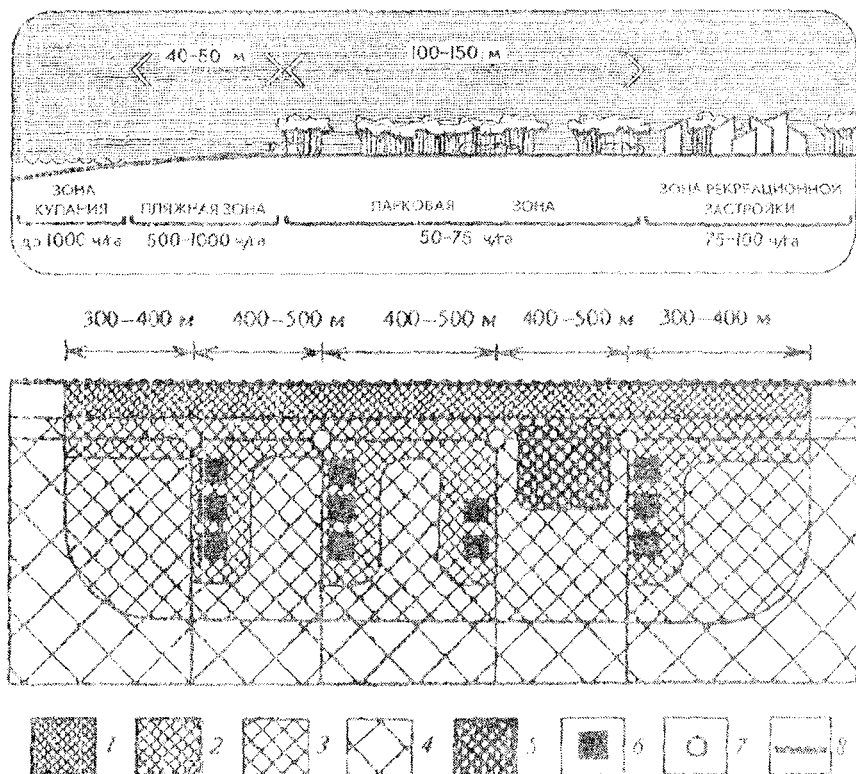 40–50 м 100–150 м
ЗОНА КУПАНИЯ
до 1000 ч/га
ПЛЯЖНАЯ ЗОНА
500–1000 ч/га
ПАРКОВАЯ ЗОНА
50–75 ч/га
ЗОНА РЕКРЕАЦИОННОЙ ЗАСТРОЙКИ
75–100 ч/га
300–400 м 400–500 м 400–500 м 400–500 м 300–400 м
1 2 3 4 5 6 7 8